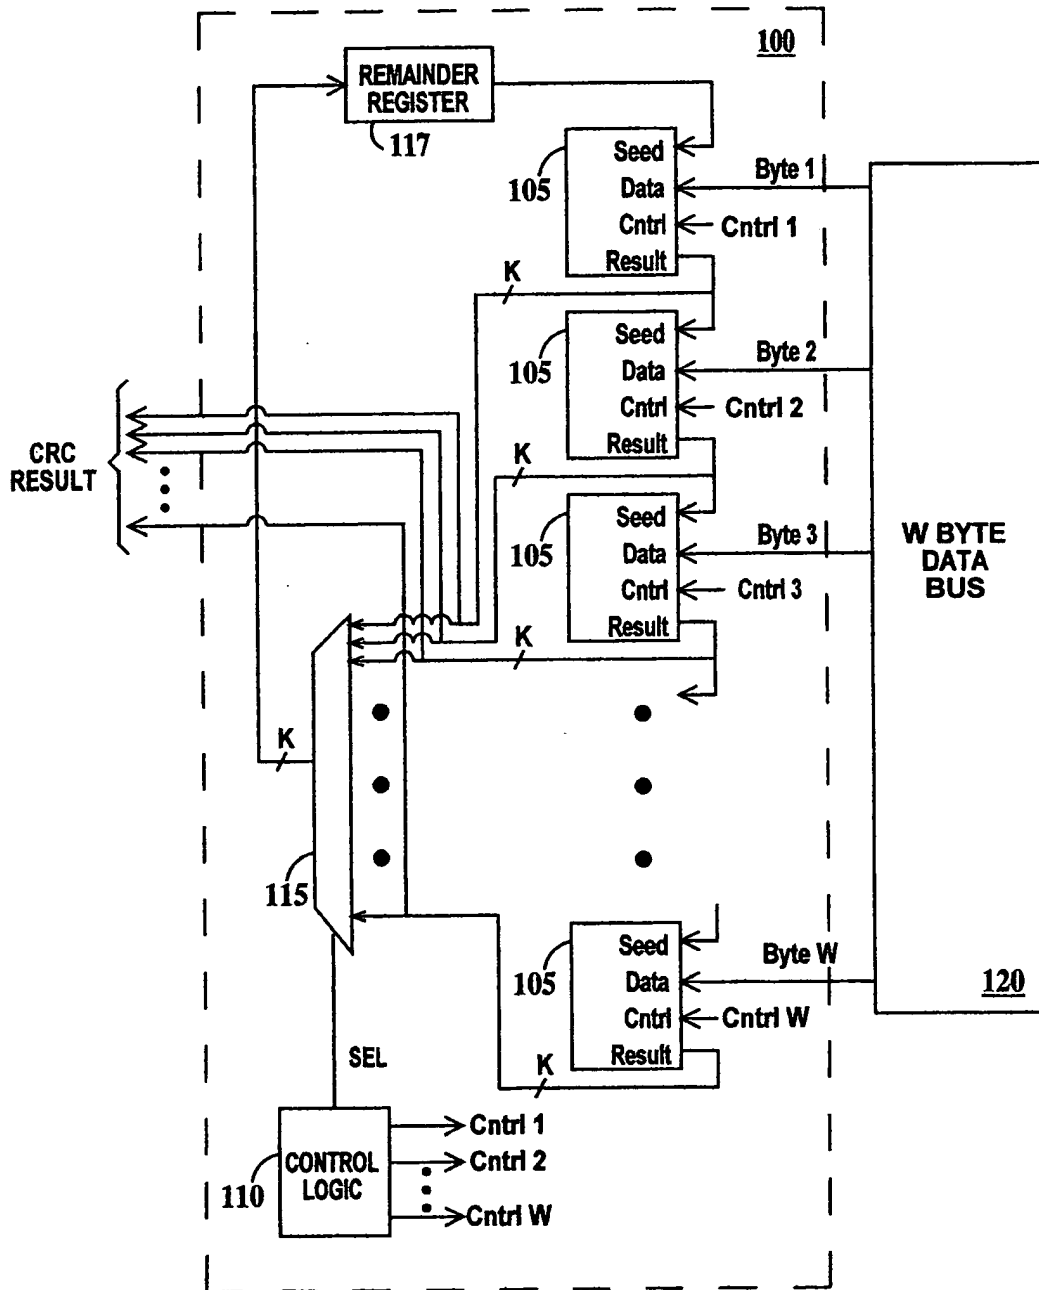 100
REMAINDER
REGISTER
117
Seed
105
Data
Byte 1
Cntrl
Cntrl 1
Result
K
Seed
105
Data
Byte 2
Cntrl
Cntrl 2
Result
K
CRC
RESULT
Seed
105
Data
Byte 3
Cntrl
Cntrl 3
Result
K
W BYTE
DATA
BUS
K
115
Seed
105
Data
Byte W
Cntrl
Cntrl W
Result
K
120
SEL
CONTROL
LOGIC
110
Cntrl 1
Cntrl 2
Cntrl W